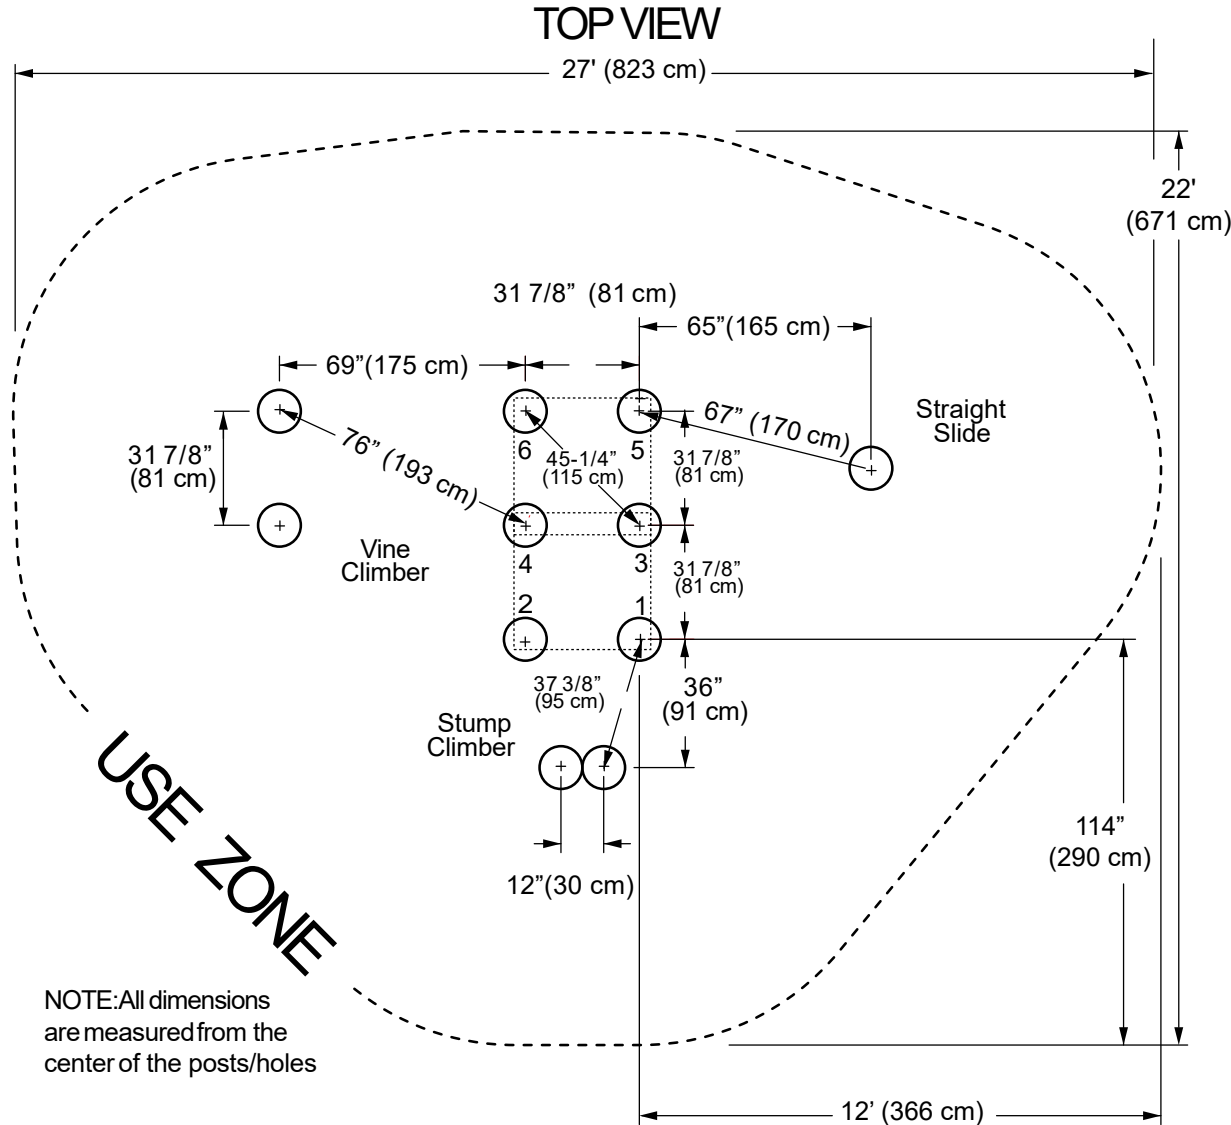 TOP VIEW
27' (823 cm)
22'
(671 cm)
31 7/8” (81 cm)
65”(165 cm)
69”(175 cm)
67” (170 cm)
Straight
Slide
76” (193 cm)
31 7/8”
(81 cm)
6
5
45-1/4”
(115 cm)
31 7/8”
(81 cm)
Vine
Climber
4
3
31 7/8”
(81 cm)
2
1
37 3/8”
(95 cm)
36”
(91 cm)
Stump
Climber
USE ZONE
114”
(290 cm)
12”(30 cm)
NOTE:All dimensions
are measured from the
center of the posts/holes
12’ (366 cm)